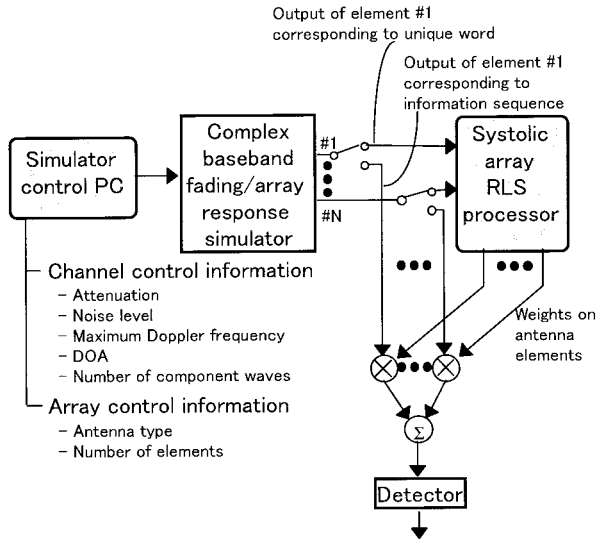 Output of element #1
corresponding to unique word
Output of element #1
corresponding to
information sequence
Simulator
control PC
Complex
baseband
fading/array
response
simulator
#1
#N
Systolic
array
RLS
processor
Channel control information
- Attenuation
- Noise level
- Maximum Doppler frequency
- DOA
- Number of component waves
Array control information
- Antenna type
- Number of elements
Weights on
antenna
elements
Σ
Detector